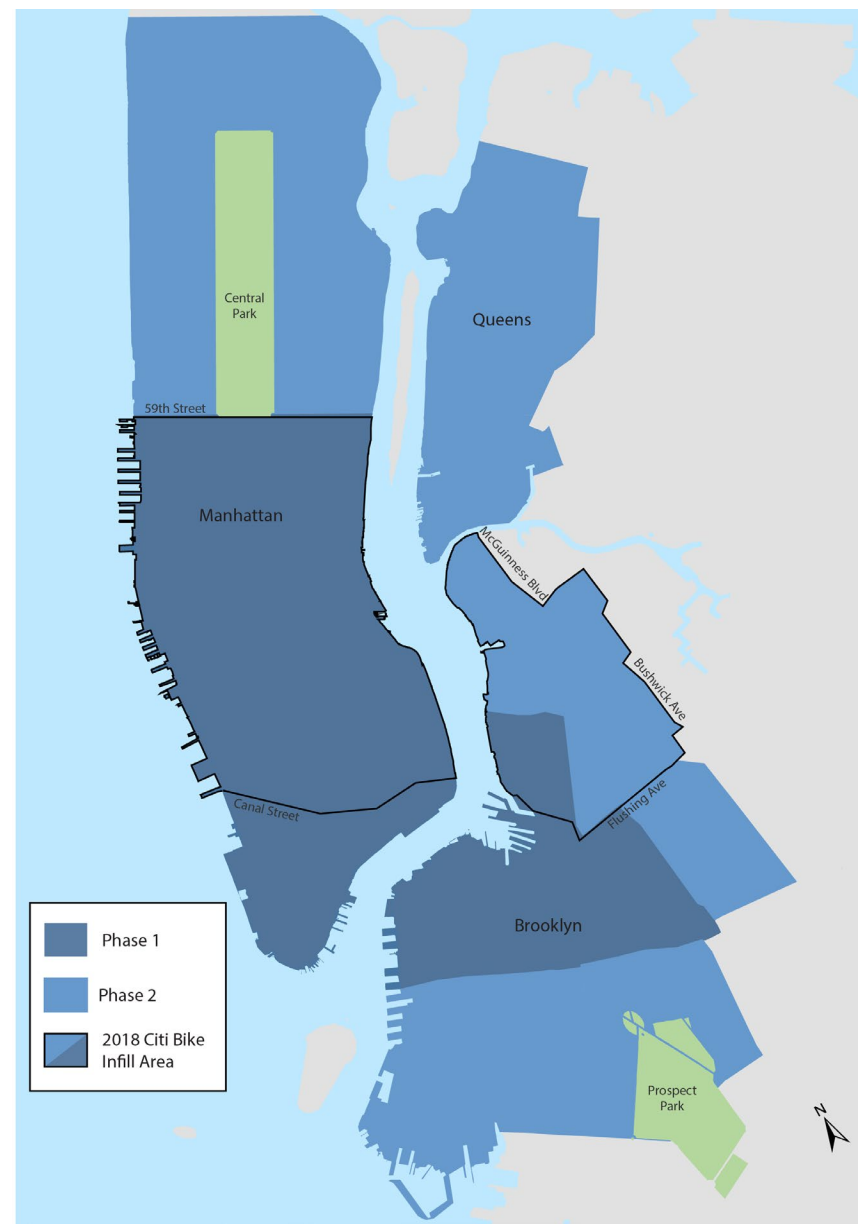 Central
Park
Queens
59th Street
Manhattan
McGuinness Blvd
Bushwick Ave
Canal Street
Flushing Ave
Brooklyn
Phase 1
Phase 2
2018 Citi Bike
Infill Area
Prospect
Park
N